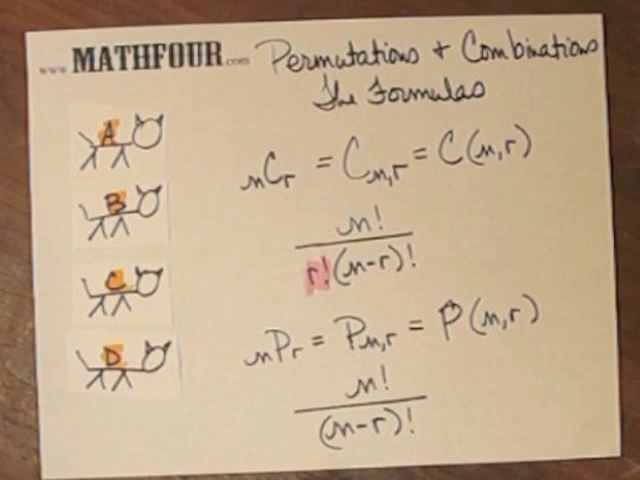 www.MATHFOUR.com
Permutations + Combinations
The Formulas
A
B
C
D
nCr = Cn,r = C(n,r)
n!
r!(n-r)!
nPr = Pn,r = P(n,r)
n!
(n-r)!